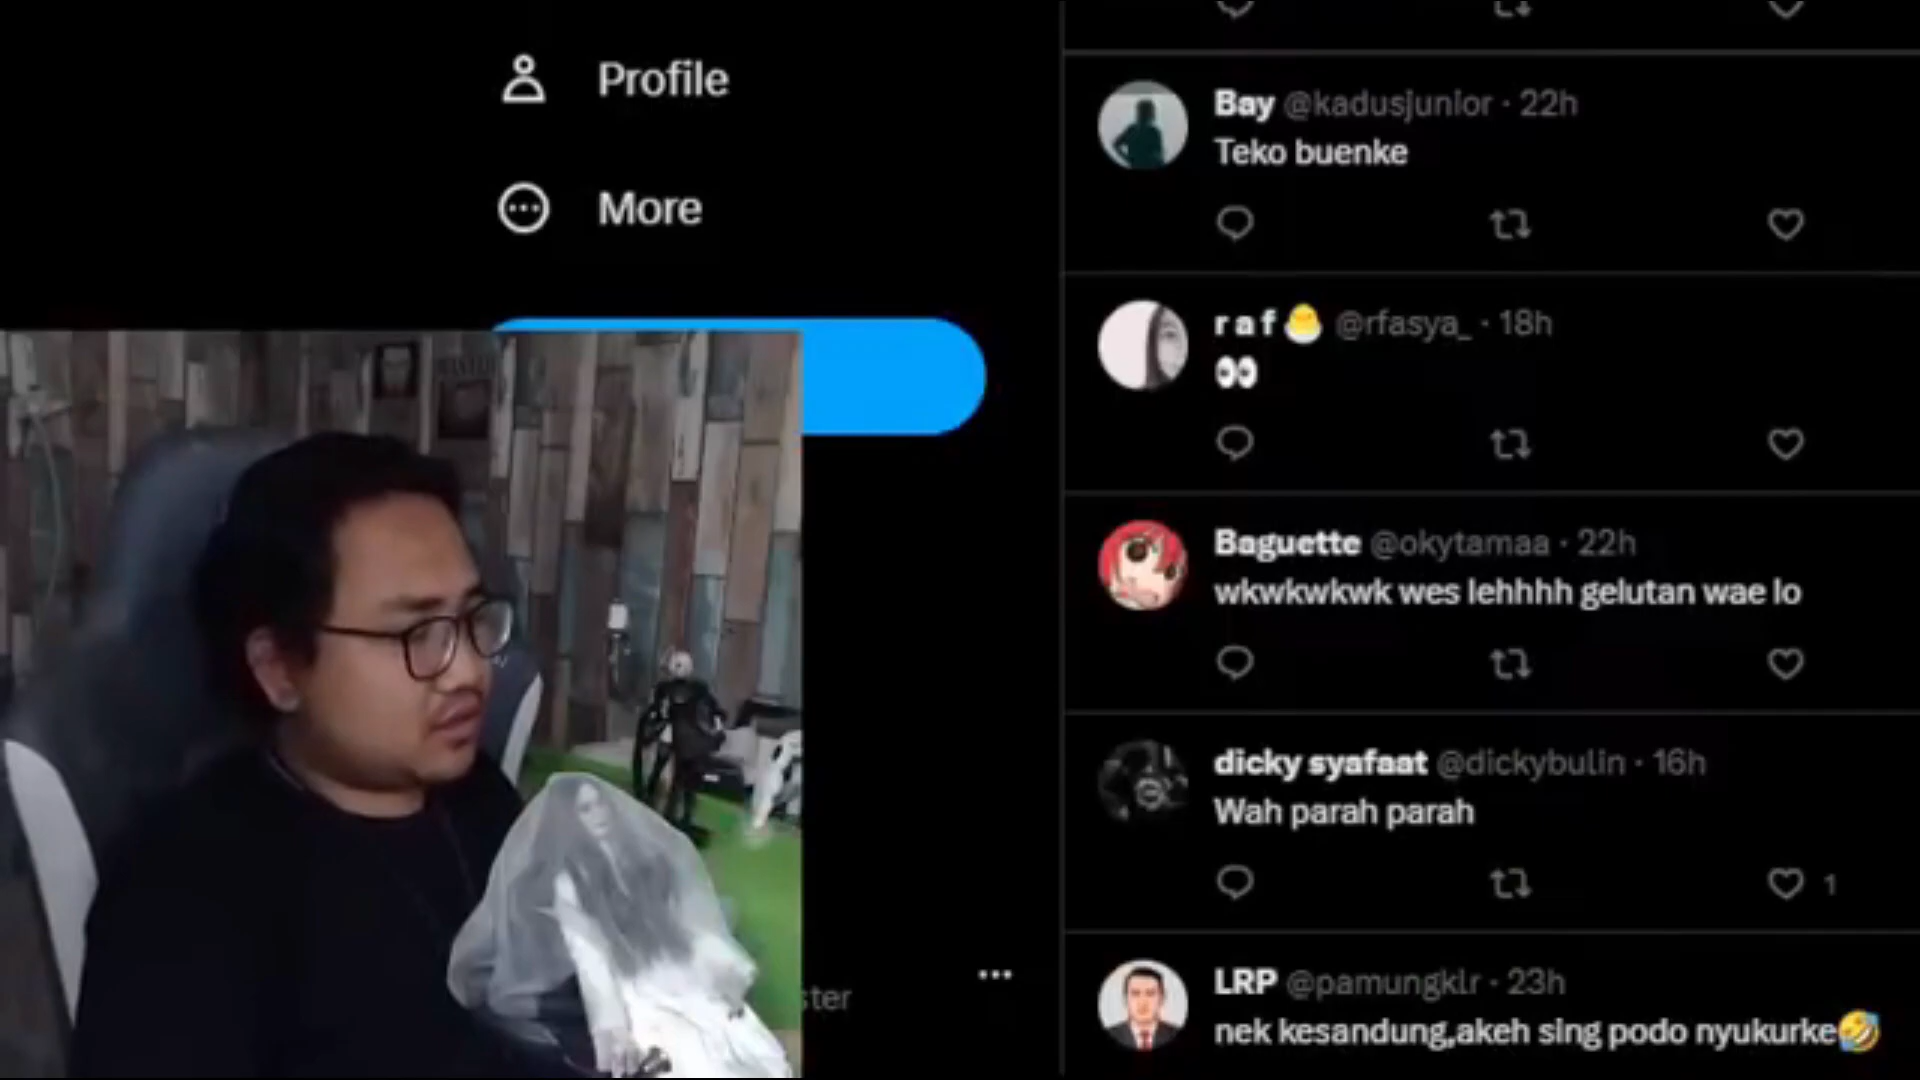 Profile
More
ster
Bay @kadusjunior · 22h
Teko buenke
r a f🐣 @rfasya_ · 18h
👀
Baguette @okytamaa · 22h
wkwkwkwk wes lehhhh gelutan wae lo
dicky syafaat @dickybulin · 16h
Wah parah parah
1
LRP @pamungklr · 23h
nek kesandung,akeh sing podo nyukurke🤣